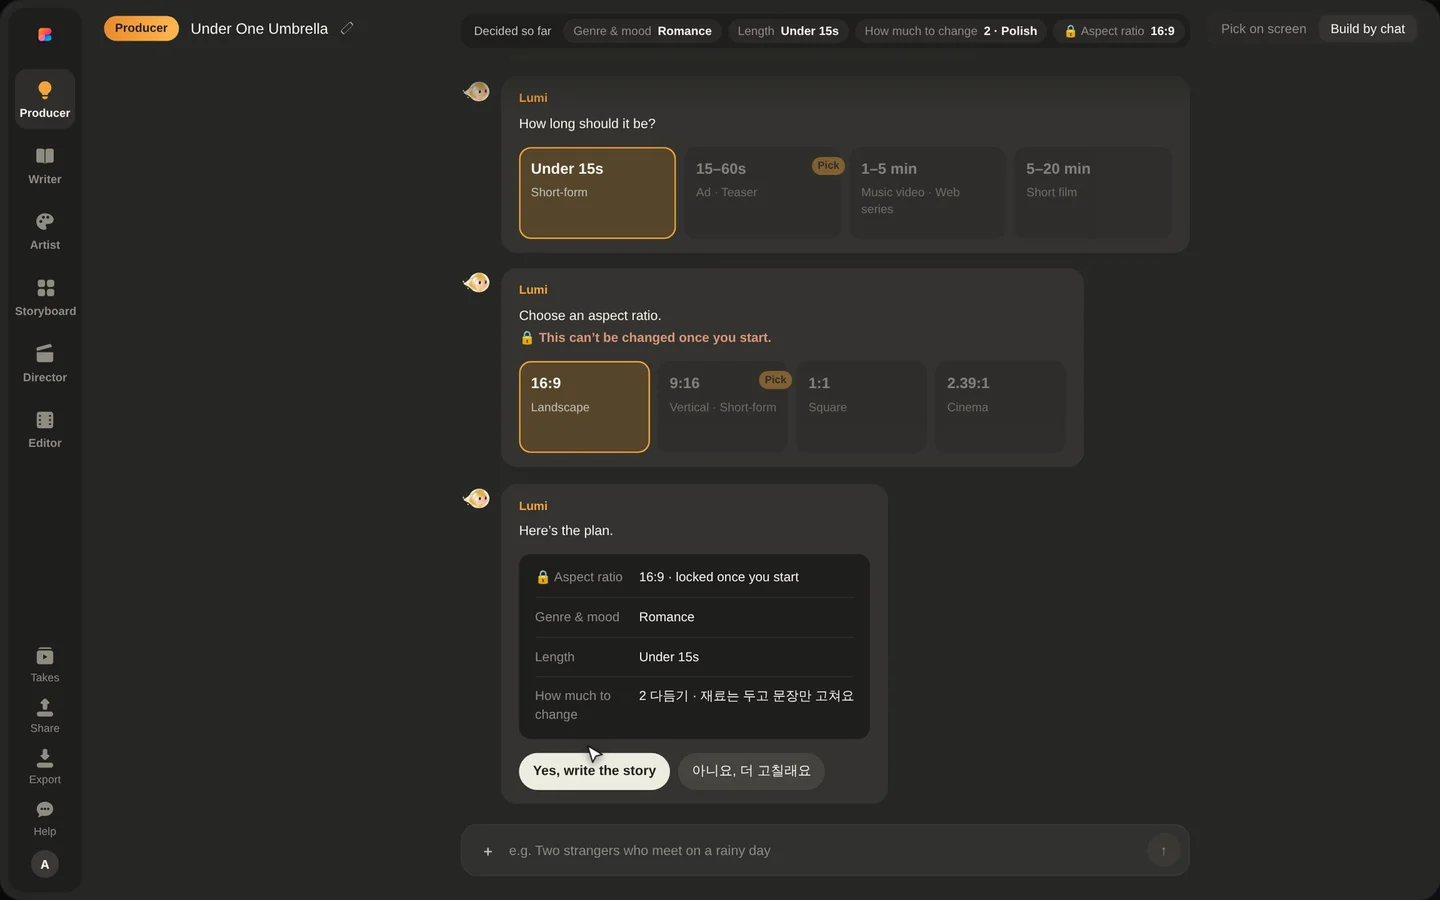 Producer
Under One Umbrella
Decided so far
Genre & mood Romance
Length Under 15s
How much to change 2 · Polish
🔒 Aspect ratio 16:9
Pick on screen
Build by chat
Producer
Writer
Artist
Storyboard
Director
Editor
Takes
Share
Export
Help
A
Lumi
How long should it be?
Under 15s
Short-form
15–60s
Pick
Ad · Teaser
1–5 min
Music video · Web
series
5–20 min
Short film
Lumi
Choose an aspect ratio.
🔒 This can’t be changed once you start.
16:9
Landscape
9:16
Pick
Vertical · Short-form
1:1
Square
2.39:1
Cinema
Lumi
Here’s the plan.
🔒 Aspect ratio 16:9 · locked once you start
Genre & mood Romance
Length Under 15s
How much to 2 다듬기 · 재료는 두고 문장만 고쳐요
change
Yes, write the story
아니요, 더 고칠래요
+ e.g. Two strangers who meet on a rainy day ↑